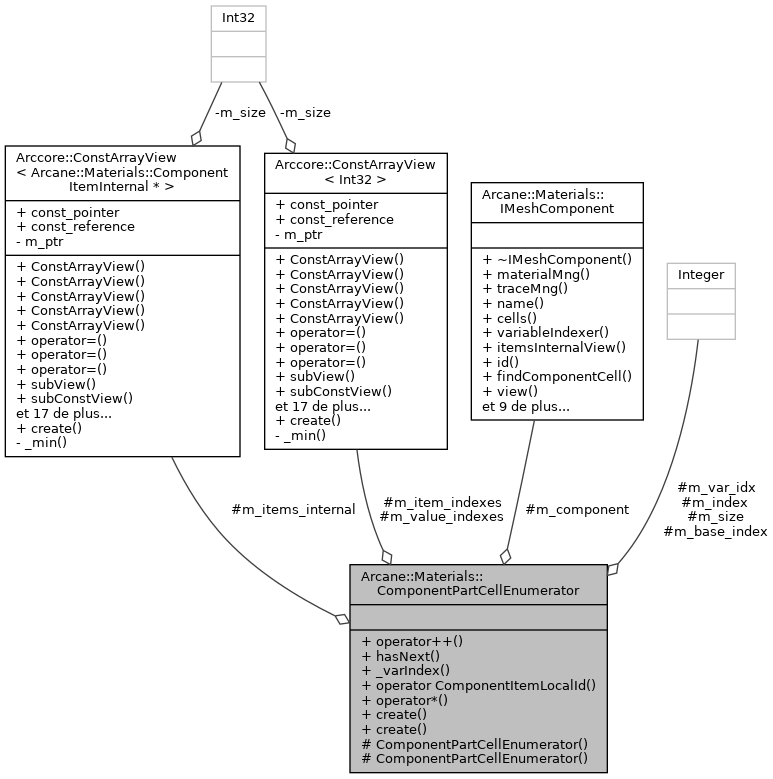 Int32
-m_size
-m_size
Arccore::ConstArrayView
< Arcane::Materials::Component
ItemInternal * >
+ const_pointer
+ const_reference
- m_ptr
+ ConstArrayView()
+ ConstArrayView()
+ ConstArrayView()
+ ConstArrayView()
+ ConstArrayView()
+ operator=()
+ operator=()
+ operator=()
+ subView()
+ subConstView()
et 17 de plus...
+ create()
- _min()
Arccore::ConstArrayView
< Int32 >
+ const_pointer
+ const_reference
- m_ptr
+ ConstArrayView()
+ ConstArrayView()
+ ConstArrayView()
+ ConstArrayView()
+ ConstArrayView()
+ operator=()
+ operator=()
+ operator=()
+ subView()
+ subConstView()
et 17 de plus...
+ create()
- _min()
Arcane::Materials::
IMeshComponent
+ ~IMeshComponent()
+ materialMng()
+ traceMng()
+ name()
+ cells()
+ variableIndexer()
+ itemsInternalView()
+ id()
+ findComponentCell()
+ view()
et 9 de plus...
Integer
#m_items_internal
#m_item_indexes
#m_value_indexes
#m_component
#m_var_idx
#m_index
#m_size
#m_base_index
Arcane::Materials::
ComponentPartCellEnumerator
+ operator++()
+ hasNext()
+ _varIndex()
+ operator ComponentItemLocalId()
+ operator*()
+ create()
+ create()
# ComponentPartCellEnumerator()
# ComponentPartCellEnumerator()